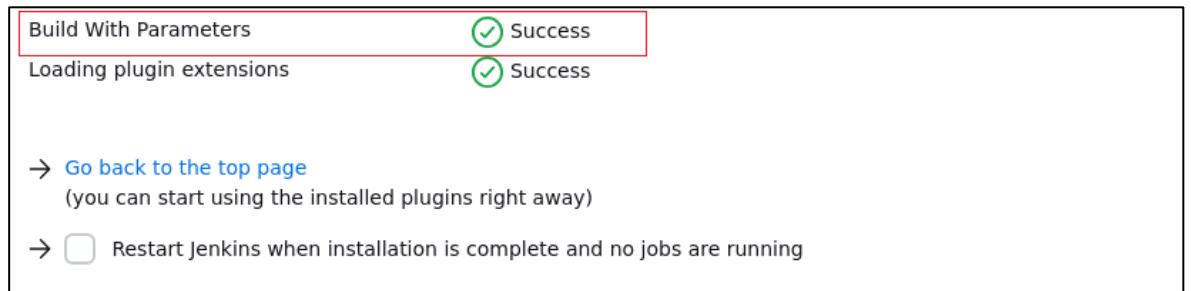 Build With Parameters Success
Loading plugin extensions Success
→ Go back to the top page
(you can start using the installed plugins right away)
→ Restart Jenkins when installation is complete and no jobs are running